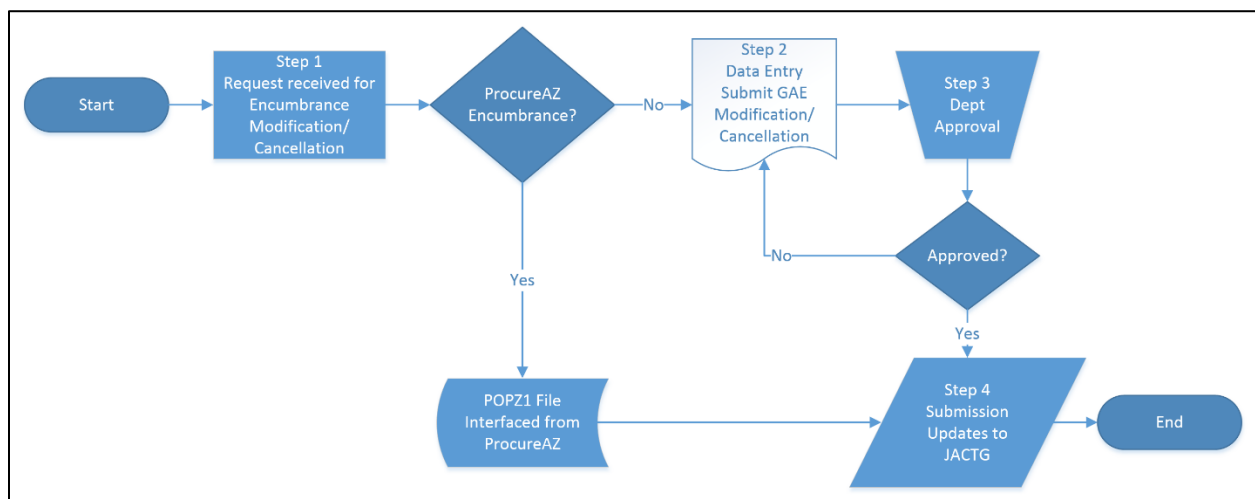 Start
Step 1
Request received for
Encumbrance
Modification/
Cancellation
ProcureAZ
Encumbrance?
No
Step 2
Data Entry
Submit GAE
Modification/
Cancellation
Step 3
Dept
Approval
Approved?
No
Yes
Yes
POPZ1 File
Interfaced from
ProcureAZ
Step 4
Submission
Updates to
JACTG
End